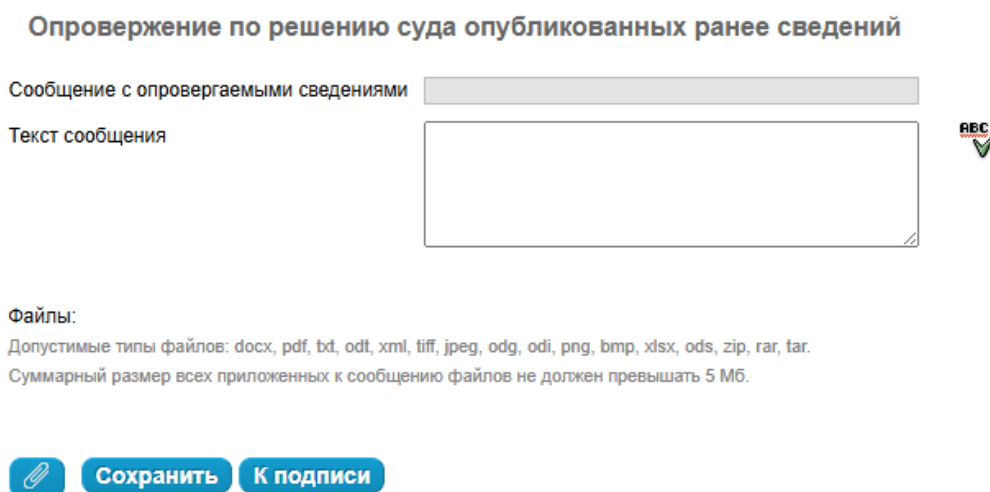 Опровержение по решению суда опубликованных ранее сведений
Сообщение с опровергаемыми сведениями
Текст сообщения
ABC
Файлы:
Допустимые типы файлов: docx, pdf, txt, odt, xml, tiff, jpeg, odg, odi, png, bmp, xlsx, ods, zip, rar, tar.
Суммарный размер всех приложенных к сообщению файлов не должен превышать 5 Мб.
Сохранить К подписи